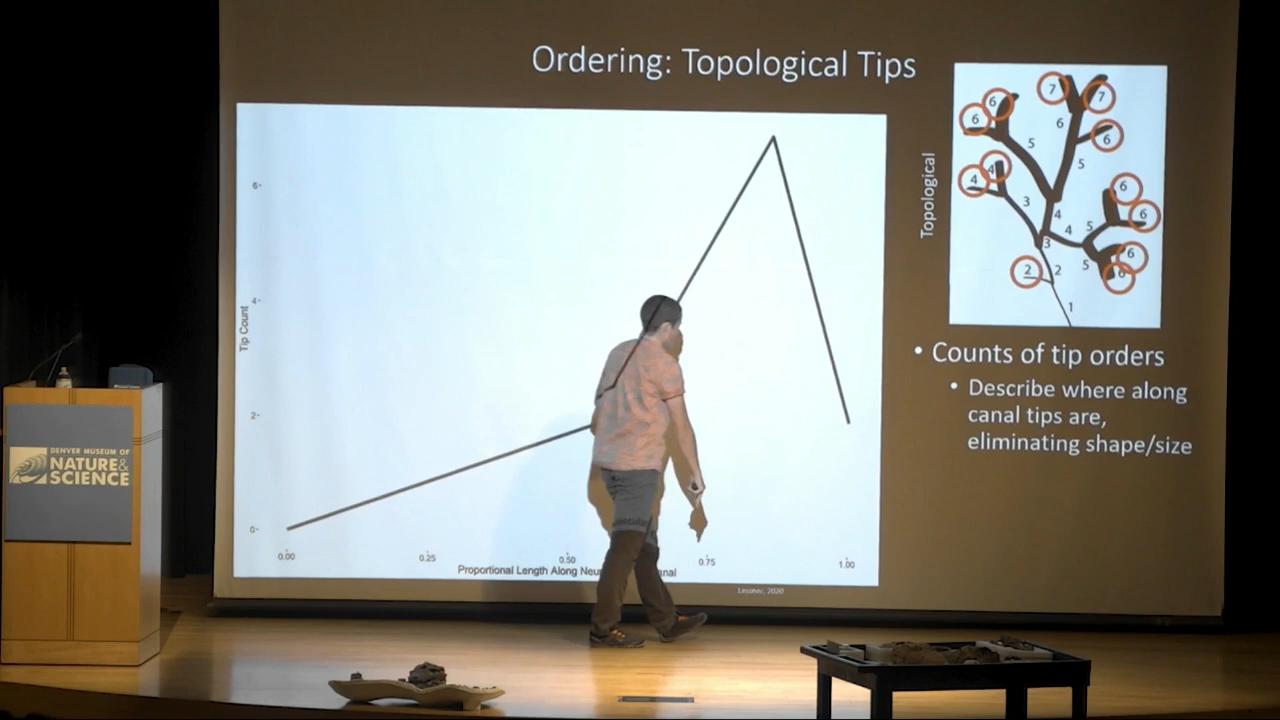 Ordering: Topological Tips
6-
4-
2-
0-
Tip Count
0.00
0.25
0.50
0.75
1.00
Proportional Length Along
Topological
6
6
7
7
6
6
5
5
4
4
3
4
4
5
6
6
3
2
2
5
6
6
1
• Counts of tip orders
• Describe where along
canal tips are,
eliminating shape/size
DENVER MUSEUM OF
NATURE &
SCIENCE